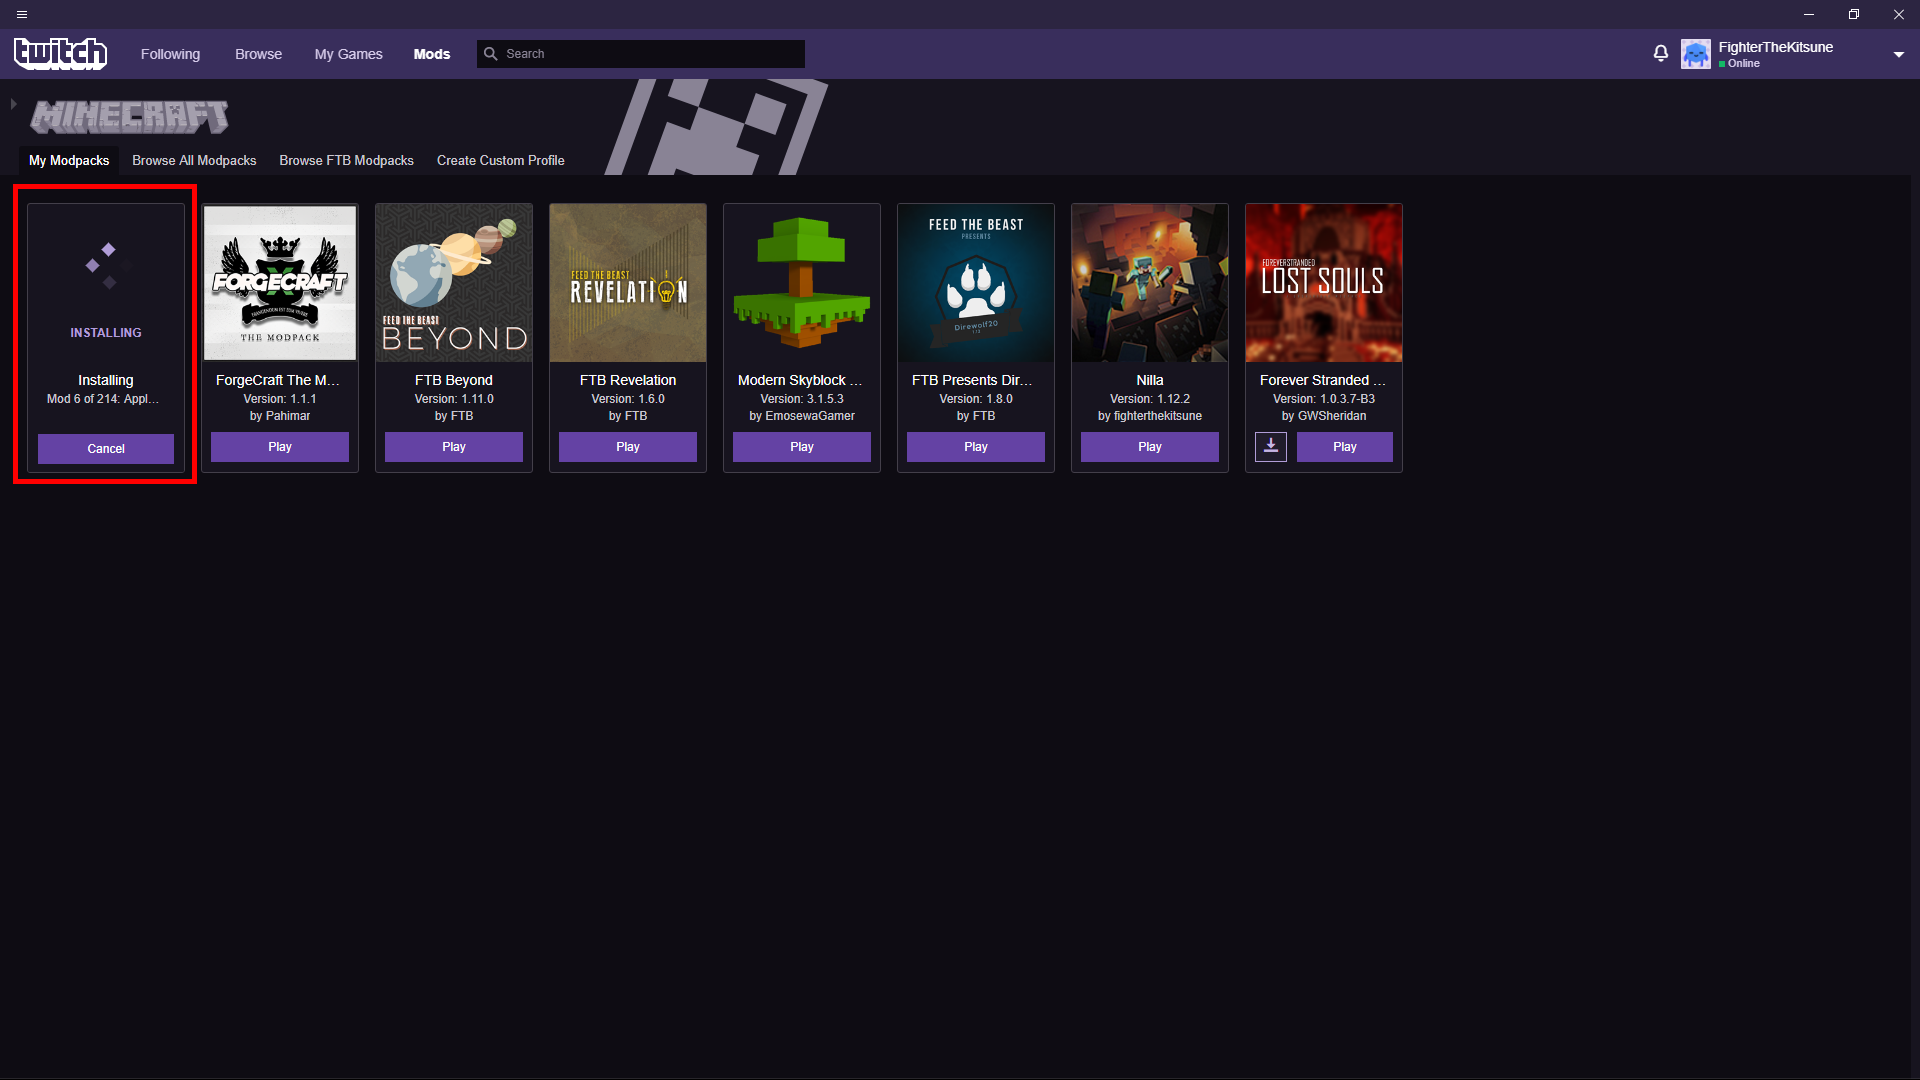 twitch
Following
Browse
My Games
Mods
Search
FighterTheKitsune
Online
MINECRAFT
My Modpacks
Browse All Modpacks
Browse FTB Modpacks
Create Custom Profile
INSTALLING
Installing
Mod 6 of 214: Appl...
Cancel
FORGECRAFT
THE MODPACK
ForgeCraft The M...
Version: 1.1.1
by Pahimar
Play
FEED THE BEAST
BEYOND
FTB Beyond
Version: 1.11.0
by FTB
Play
FEED THE BEAST
REVELATION
FTB Revelation
Version: 1.6.0
by FTB
Play
Modern Skyblock ...
Version: 3.1.5.3
by EmosewaGamer
Play
FEED THE BEAST
PRESENTS
Direwolf20
1.12
FTB Presents Dir...
Version: 1.8.0
by FTB
Play
Nilla
Version: 1.12.2
by fighterthekitsune
Play
FOREVERSTRANDED
LOST SOULS
Forever Stranded ...
Version: 1.0.3.7-B3
by GWSheridan
Play